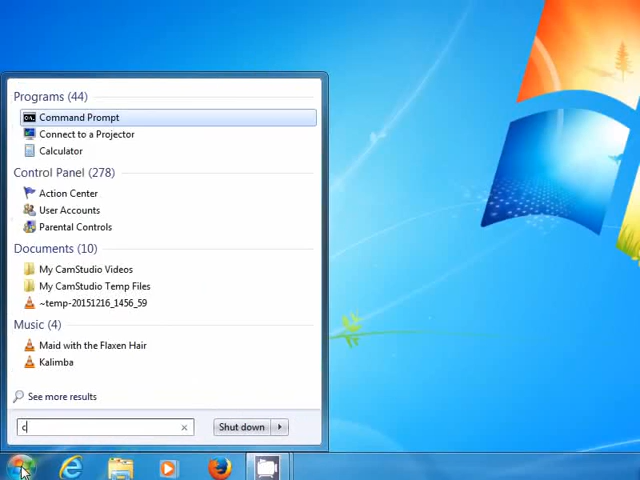 Programs (44)
Command Prompt
Connect to a Projector
Calculator
Control Panel (278)
Action Center
User Accounts
Parental Controls
Documents (10)
My CamStudio Videos
My CamStudio Temp Files
~temp-20151216_1456_59
Music (4)
Maid with the Flaxen Hair
Kalimba
See more results
c
Shut down